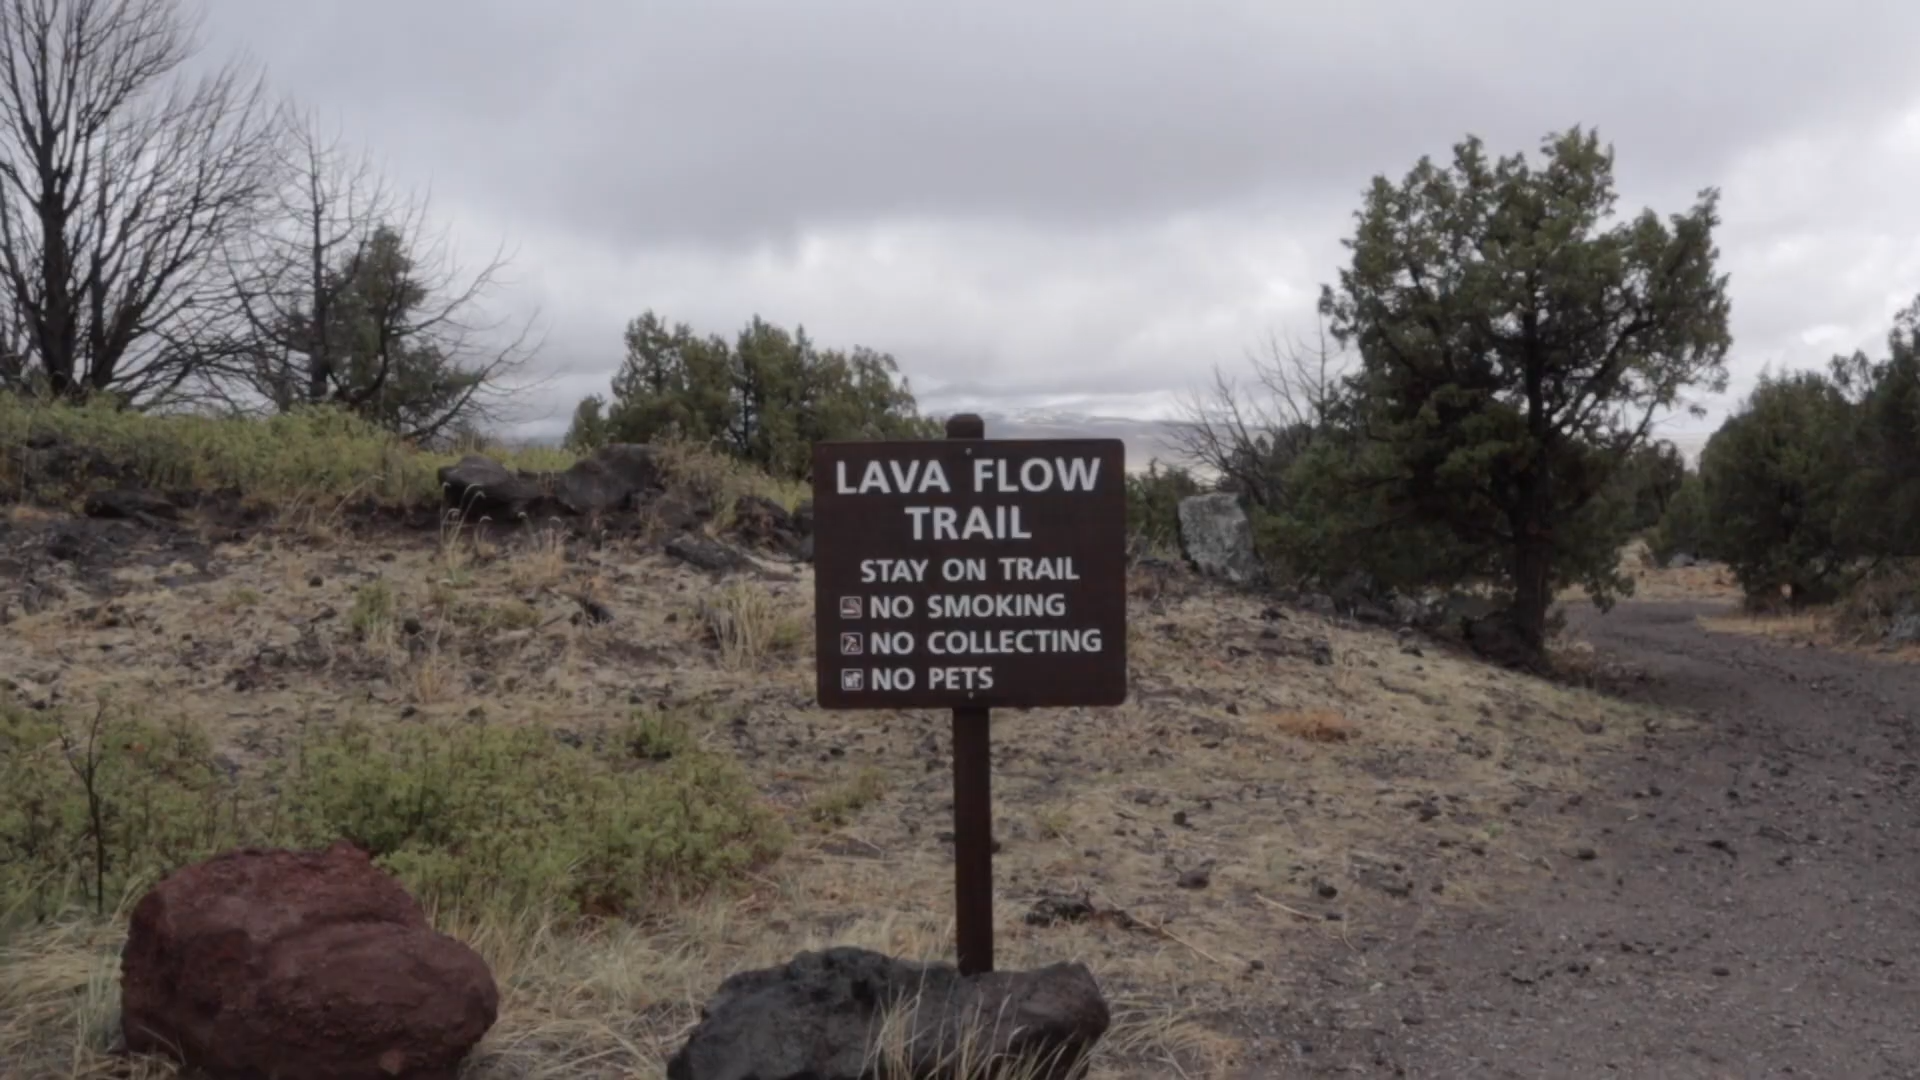 LAVA FLOW
TRAIL
STAY ON TRAIL
NO SMOKING
NO COLLECTING
NO PETS